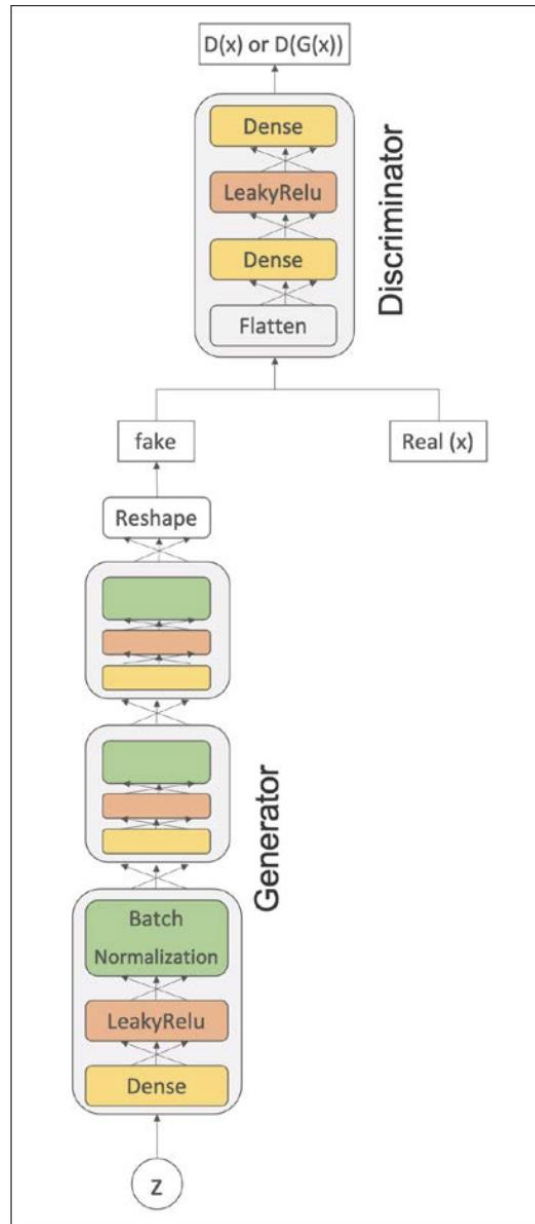 D(x) or D(G(x))
Dense
LeakyRelu
Dense
Flatten
Discriminator
fake
Real (x)
Reshape
Generator
Batch
Normalization
LeakyRelu
Dense
z